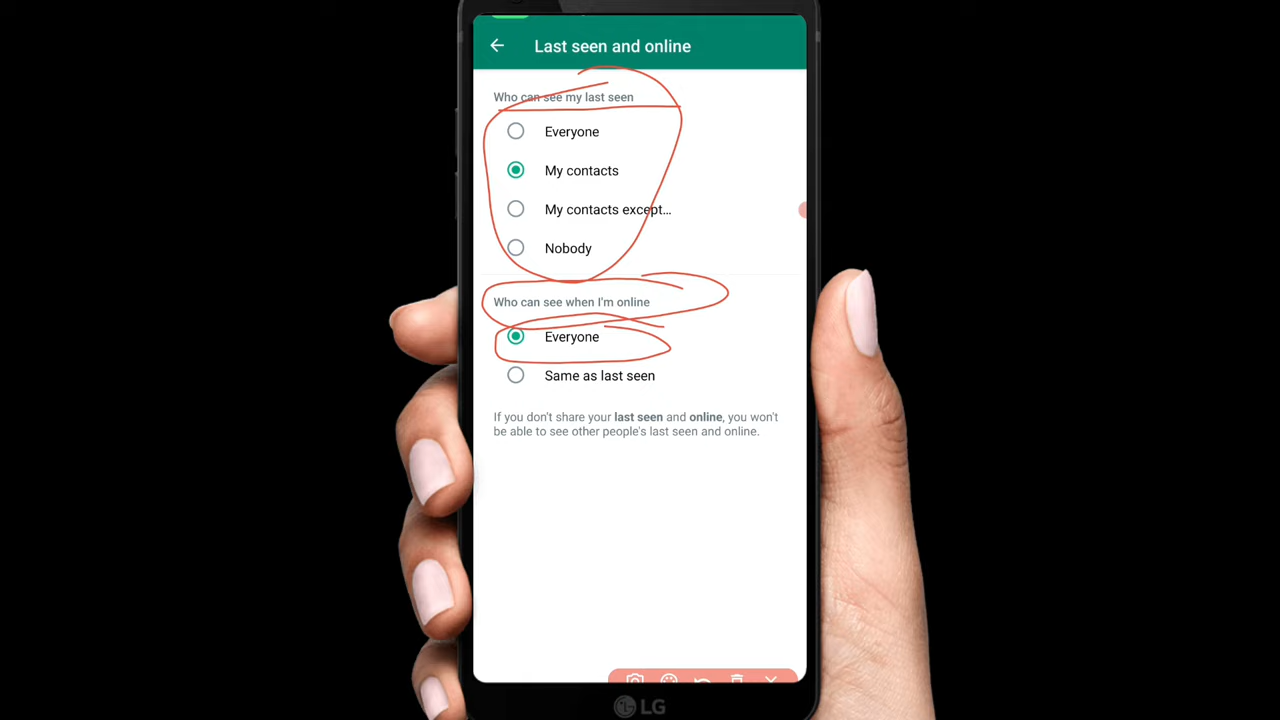 Last seen and online
Who can see my last seen
Everyone
My contacts
My contacts except...
Nobody
Who can see when I'm online
Everyone
Same as last seen
If you don't share your last seen and online, you won't
be able to see other people's last seen and online.
LG